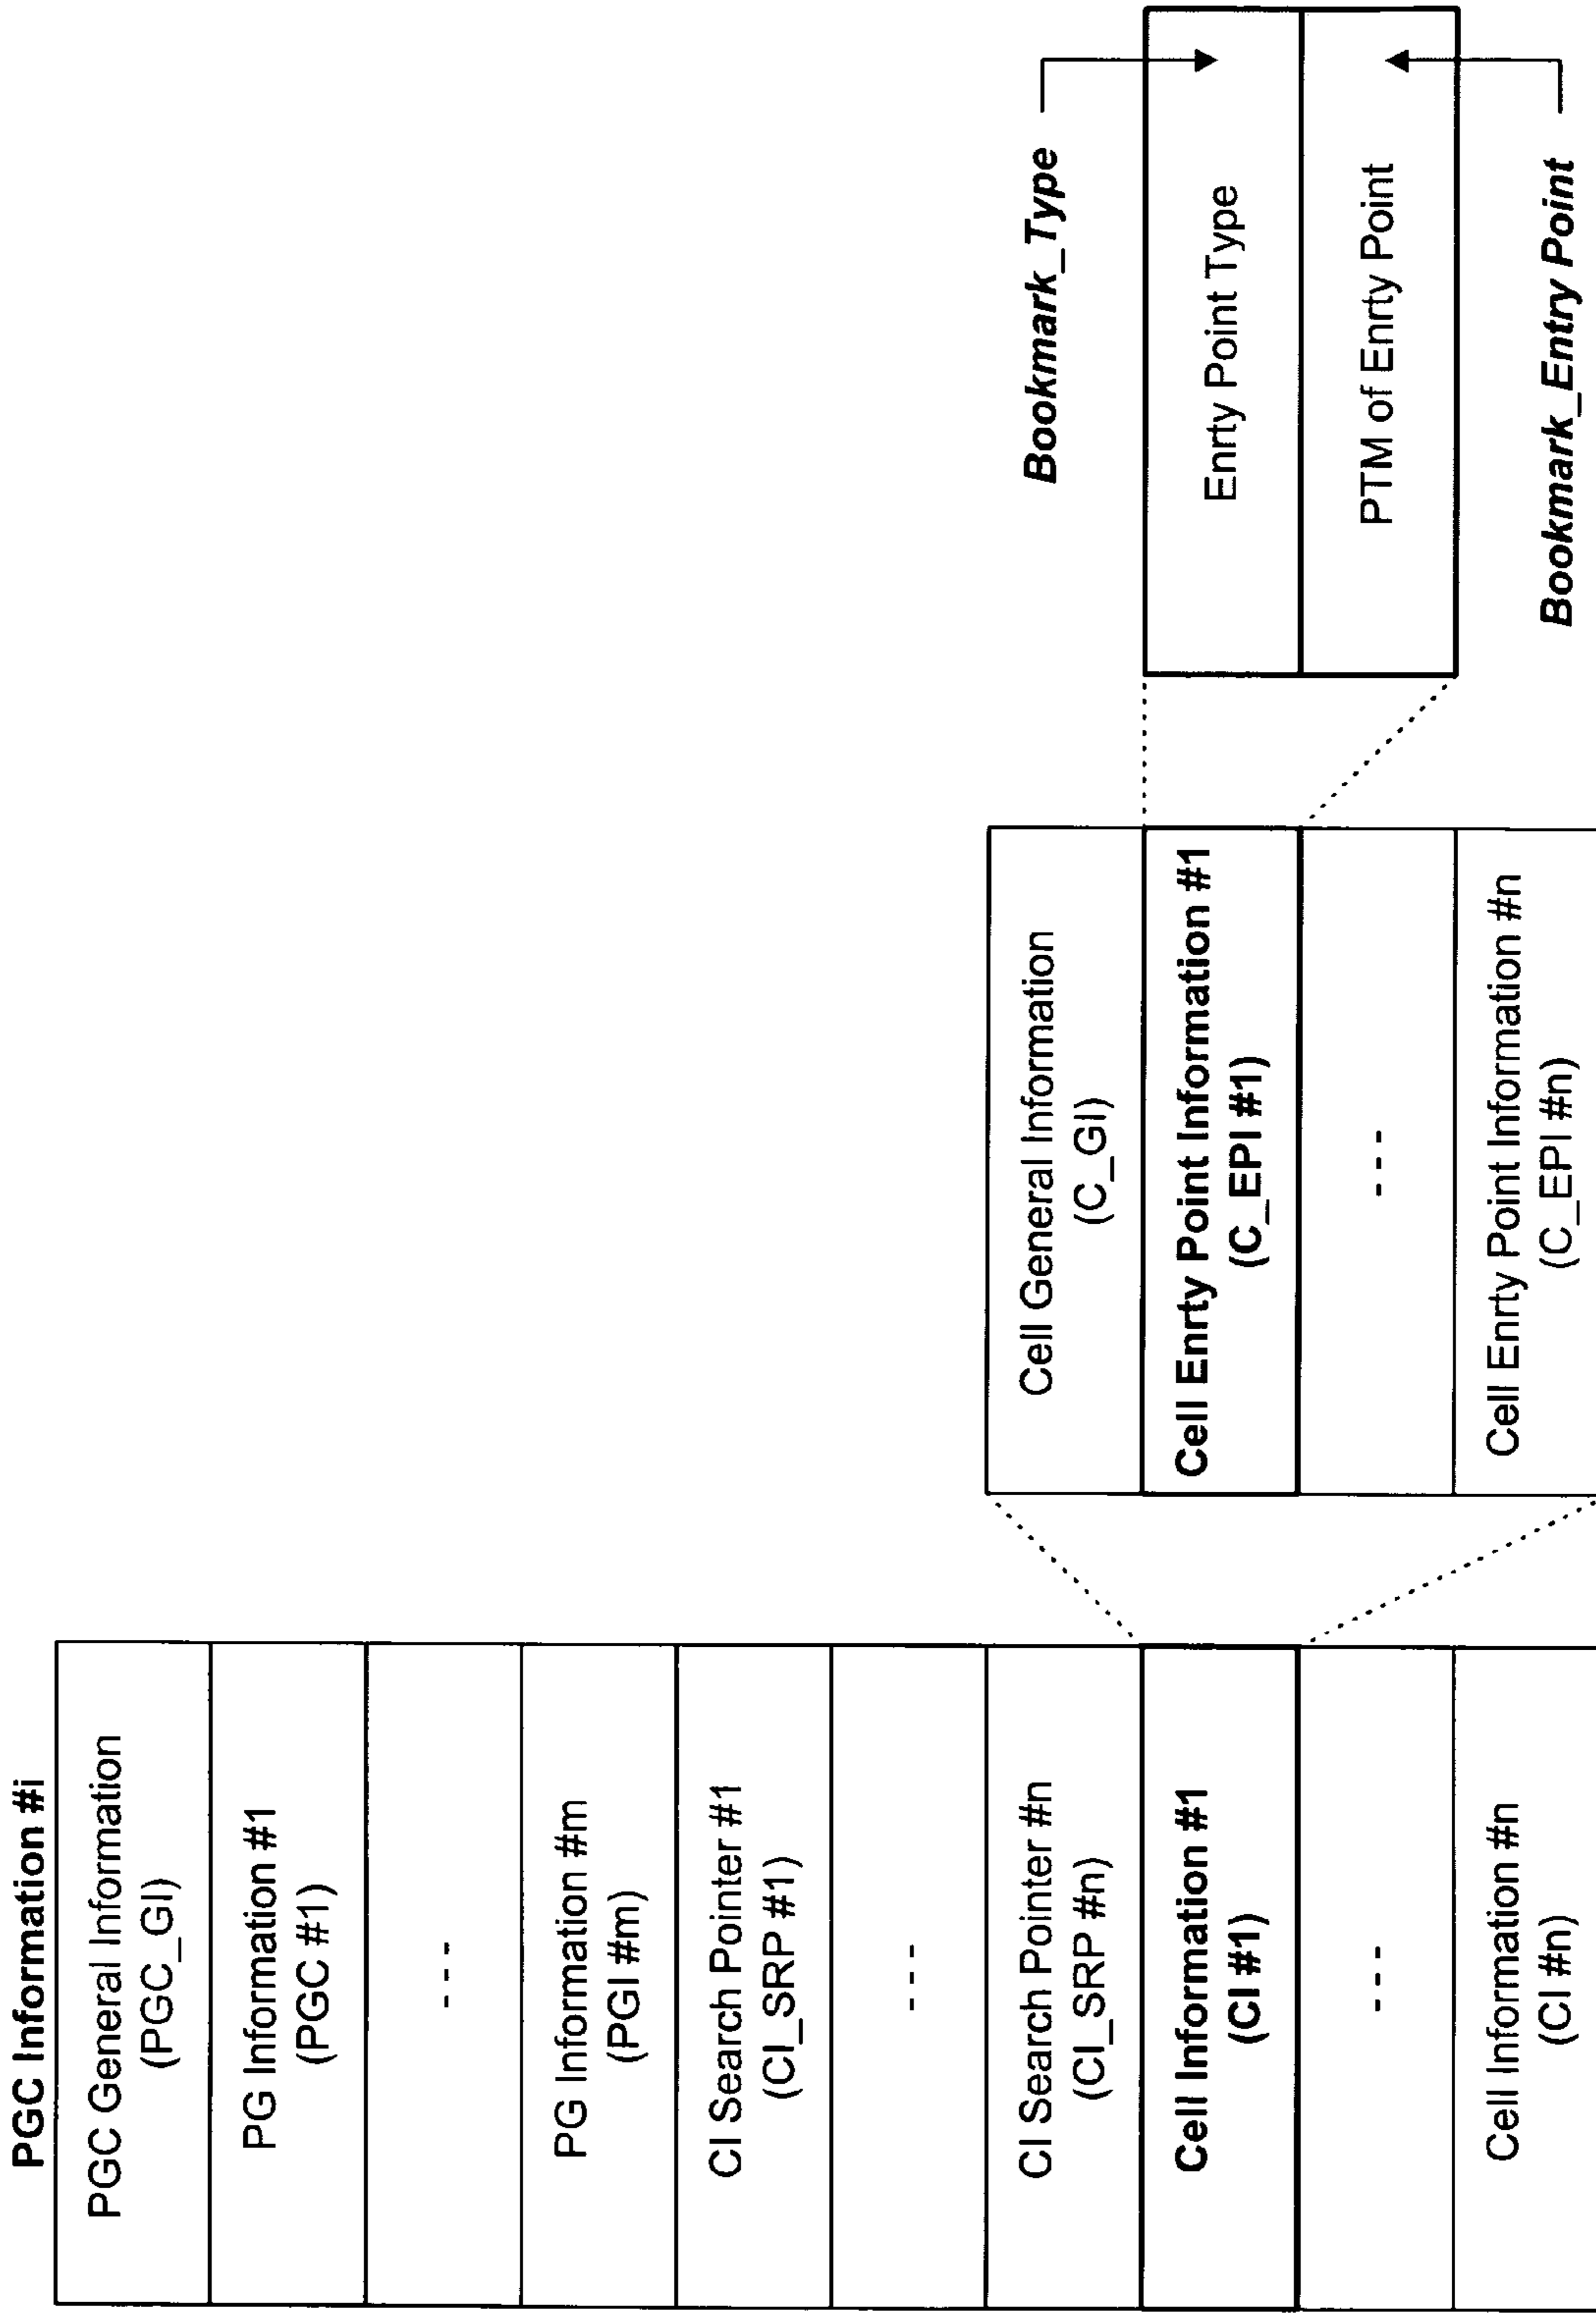 PGC Information #i
PGC General Information
(PGC_GI)
PG Information #1
(PGC #1)
- - -
PG Information #m
(PGI #m)
CI Search Pointer #1
(CI_SRP #1)
- - -
CI Search Pointer #n
(CI_SRP #n)
Cell Information #1
(CI #1)
- - -
Cell Information #n
(CI #n)
Cell General Information
(C_GI)
Cell Enrty Point Information #1
(C_EPI #1)
- - -
Cell Enrty Point Information #n
(C_EPI #n)
Bookmark_Type
Enrty Point Type
PTM of Enrty Point
Bookmark_Entry Point